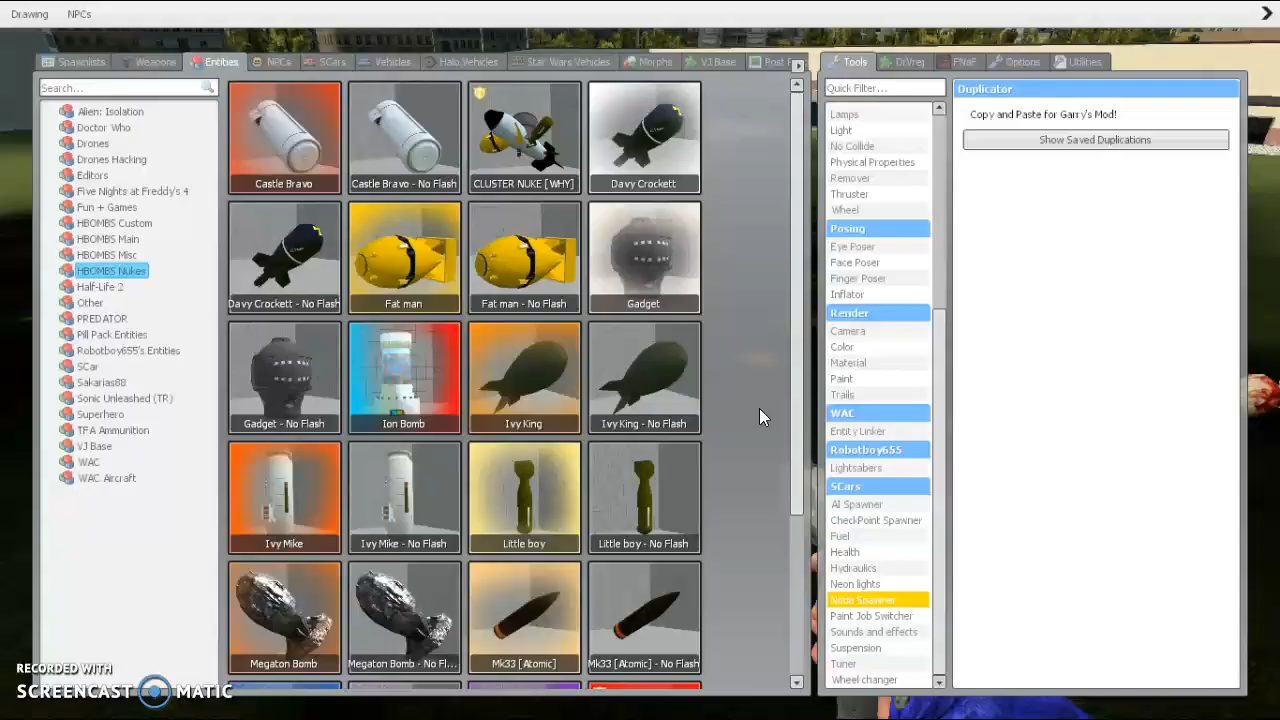 Drawing NPCs
Spawnlists Weapons Entities NPCs SCars Vehicles Halo Vehicles Star Wars Vehicles Morphs VJ Base Post
Tools DrVrej FNaF Options Utilities
Search...
Alien: Isolation
Doctor Who
Drones
Drones Hacking
Editors
Five Nights at Freddy's 4
Fun + Games
HBOMBS Custom
HBOMBS Main
HBOMBS Misc
HBOMBS Nukes
Half-Life 2
Other
PREDATOR
Pill Pack Entities
Robotboy655's Entities
SCar
Sakarias88
Sonic Unleashed (TR)
Superhero
TFA Ammunition
VJ Base
WAC
WAC Aircraft
Castle Bravo
Castle Bravo - No Flash
CLUSTER NUKE [WHY]
Davy Crockett
Davy Crockett - No Flash
Fat man
Fat man - No Flash
Gadget
Gadget - No Flash
Ion Bomb
Ivy King
Ivy King - No Flash
Ivy Mike
Ivy Mike - No Flash
Little boy
Little boy - No Flash
Megaton Bomb
Megaton Bomb - No Fl...
Mk33 [Atomic]
Mk33 [Atomic] - No Flash
Quick Filter...
Lamps
Light
No Collide
Physical Properties
Remover
Thruster
Wheel
Posing
Eye Poser
Face Poser
Finger Poser
Inflator
Render
Camera
Color
Material
Paint
Trails
WAC
Entity Linker
Robotboy655
Lightsabers
SCars
AI Spawner
CheckPoint Spawner
Fuel
Health
Hydraulics
Neon lights
Node Spawner
Paint Job Switcher
Sounds and effects
Suspension
Tuner
Wheel changer
Duplicator
Copy and Paste for Garry's Mod!
Show Saved Duplications
RECORDED WITH
SCREENCAST MATIC